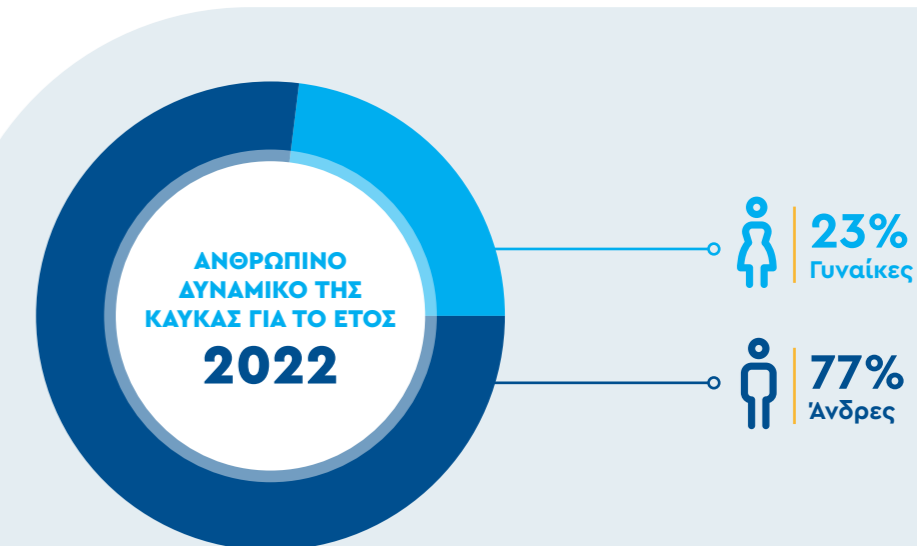 ΑΝΘΡΩΠΙΝΟ
ΔΥΝΑΜΙΚΟ ΤΗΣ
ΚΑΥΚΑΣ ΓΙΑ ΤΟ ΕΤΟΣ
2022
23%
Γυναίκες
77%
Άνδρες